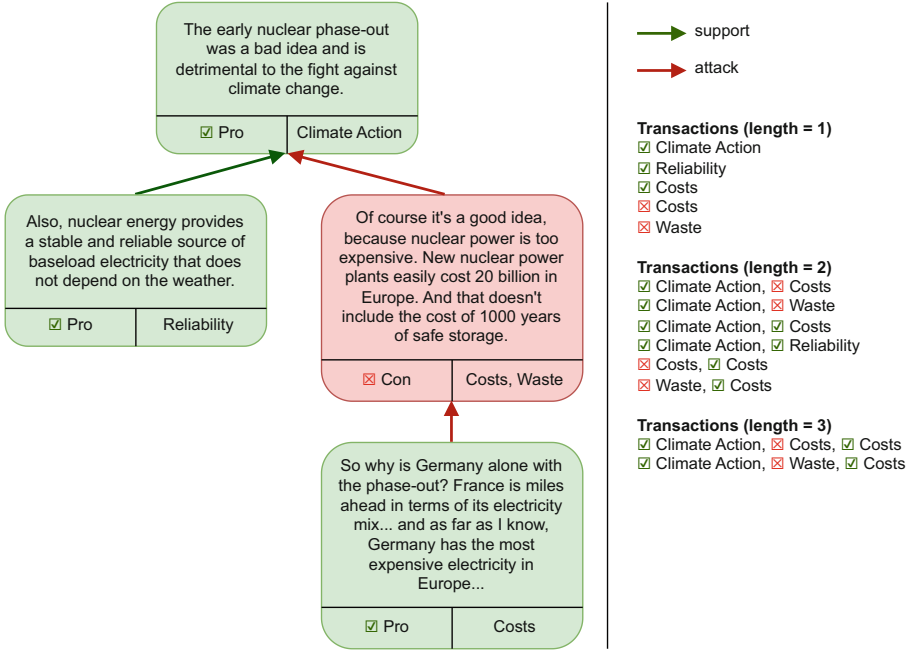 The early nuclear phase-out
was a bad idea and is
detrimental to the fight against
climate change.
☑ Pro
Climate Action
Also, nuclear energy provides
a stable and reliable source of
baseload electricity that does
not depend on the weather.
☑ Pro
Reliability
Of course it's a good idea,
because nuclear power is too
expensive. New nuclear power
plants easily cost 20 billion in
Europe. And that doesn't
include the cost of 1000 years
of safe storage.
☒ Con
Costs, Waste
So why is Germany alone with
the phase-out? France is miles
ahead in terms of its electricity
mix... and as far as I know,
Germany has the most
expensive electricity in
Europe...
☑ Pro
Costs
support
attack
Transactions (length = 1)
☑ Climate Action
☑ Reliability
☑ Costs
☒ Costs
☒ Waste
Transactions (length = 2)
☑ Climate Action, ☒ Costs
☑ Climate Action, ☒ Waste
☑ Climate Action, ☑ Costs
☑ Climate Action, ☑ Reliability
☒ Costs, ☑ Costs
☒ Waste, ☑ Costs
Transactions (length = 3)
☑ Climate Action, ☒ Costs, ☑ Costs
☑ Climate Action, ☒ Waste, ☑ Costs